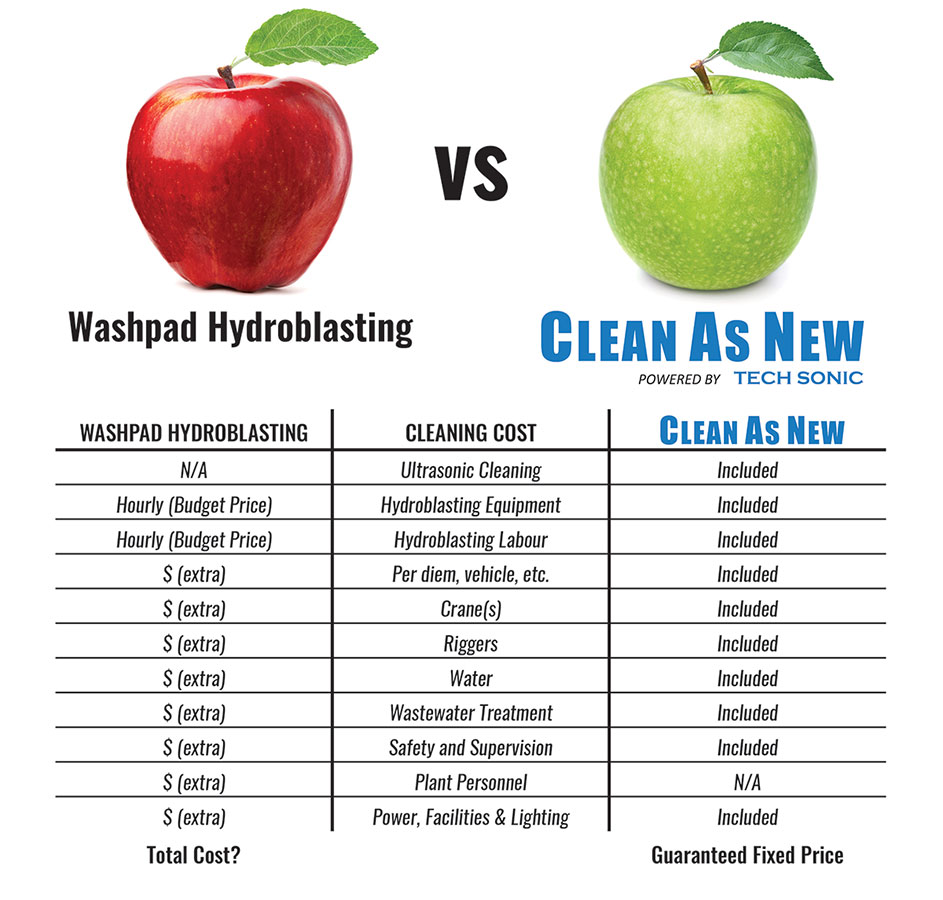 VS
Washpad Hydroblasting
CLEAN AS NEW
POWERED BY TECH SONIC
WASHPAD HYDROBLASTING CLEANING COST CLEAN AS NEW
N/A Ultrasonic Cleaning Included
Hourly (Budget Price) Hydroblasting Equipment Included
Hourly (Budget Price) Hydroblasting Labour Included
$ (extra) Per diem, vehicle, etc. Included
$ (extra) Crane(s) Included
$ (extra) Riggers Included
$ (extra) Water Included
$ (extra) Wastewater Treatment Included
$ (extra) Safety and Supervision Included
$ (extra) Plant Personnel N/A
$ (extra) Power, Facilities & Lighting Included
Total Cost? Guaranteed Fixed Price